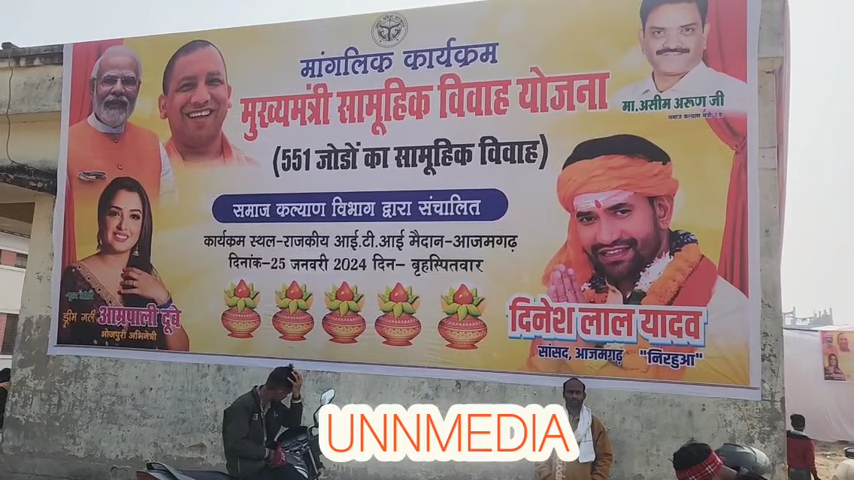 मांगलिक कार्यक्रम
मुख्यमंत्री सामूहिक विवाह योजना
(551 जोडों का सामूहिक विवाह)
समाज कल्याण विभाग द्वारा संचालित
कार्यक्रम स्थल-राजकीय आई.टी.आई मैदान-आजमगढ़
दिनांक-25 जनवरी 2024 दिन- बृहस्पतिवार
मा.असीम अरूण जी
ड्रीम गर्ल आम्रपाली दूबे
भोजपुरी अभिनेत्री
दिनेश लाल यादव
सांसद, आजमगढ़ "निरहुआ"
UNNMEDIA